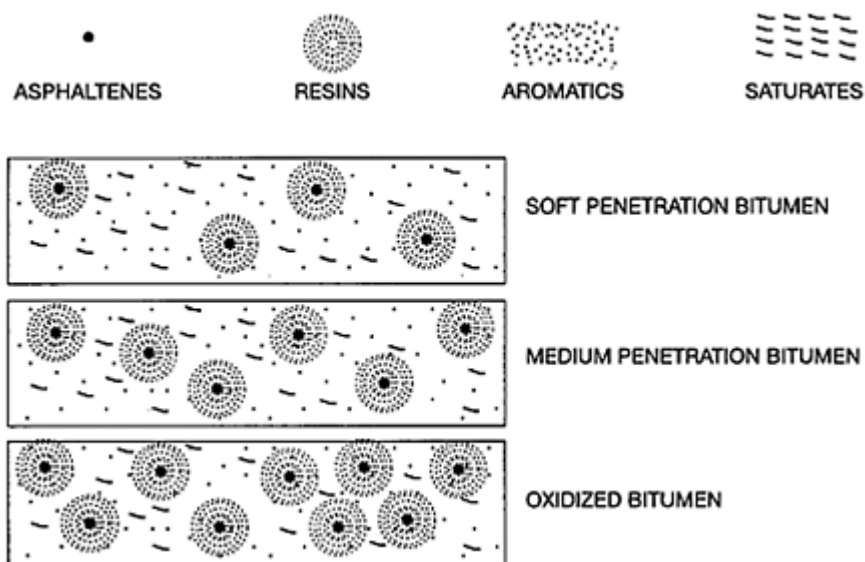 ASPHALTENES RESINS AROMATICS SATURATES
SOFT PENETRATION BITUMEN
MEDIUM PENETRATION BITUMEN
OXIDIZED BITUMEN